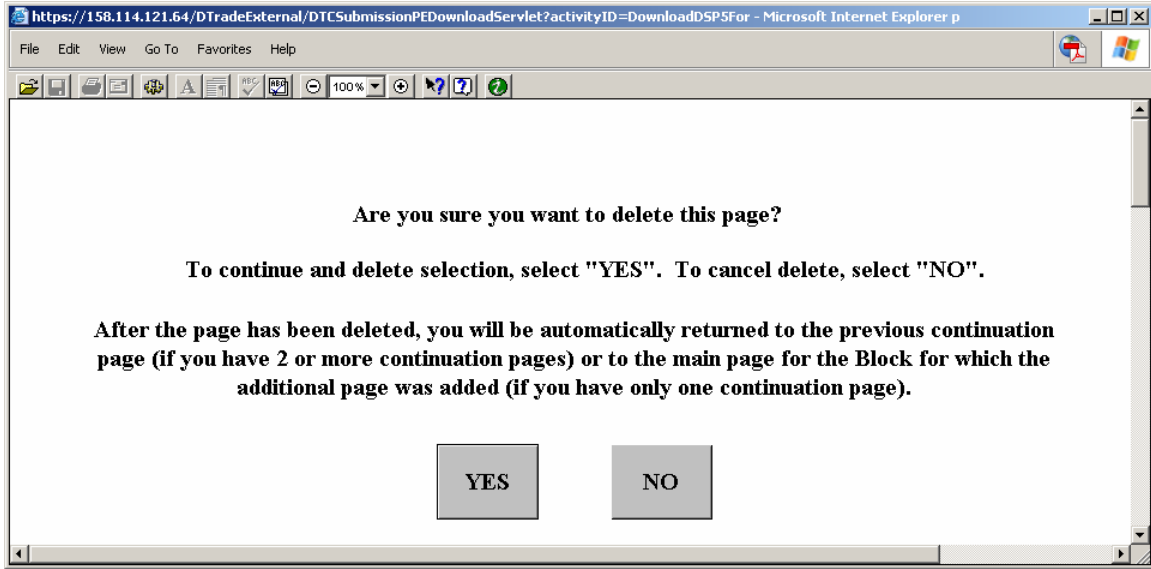 https://158.114.121.64/DTradeExternal/DTCSubmissionPEDownloadServlet?activityID=DownloadDSP5For - Microsoft Internet Explorer p
File Edit View Go To Favorites Help
100%
Are you sure you want to delete this page?
To continue and delete selection, select "YES". To cancel delete, select "NO".
After the page has been deleted, you will be automatically returned to the previous continuation
page (if you have 2 or more continuation pages) or to the main page for the Block for which the
additional page was added (if you have only one continuation page).
YES NO